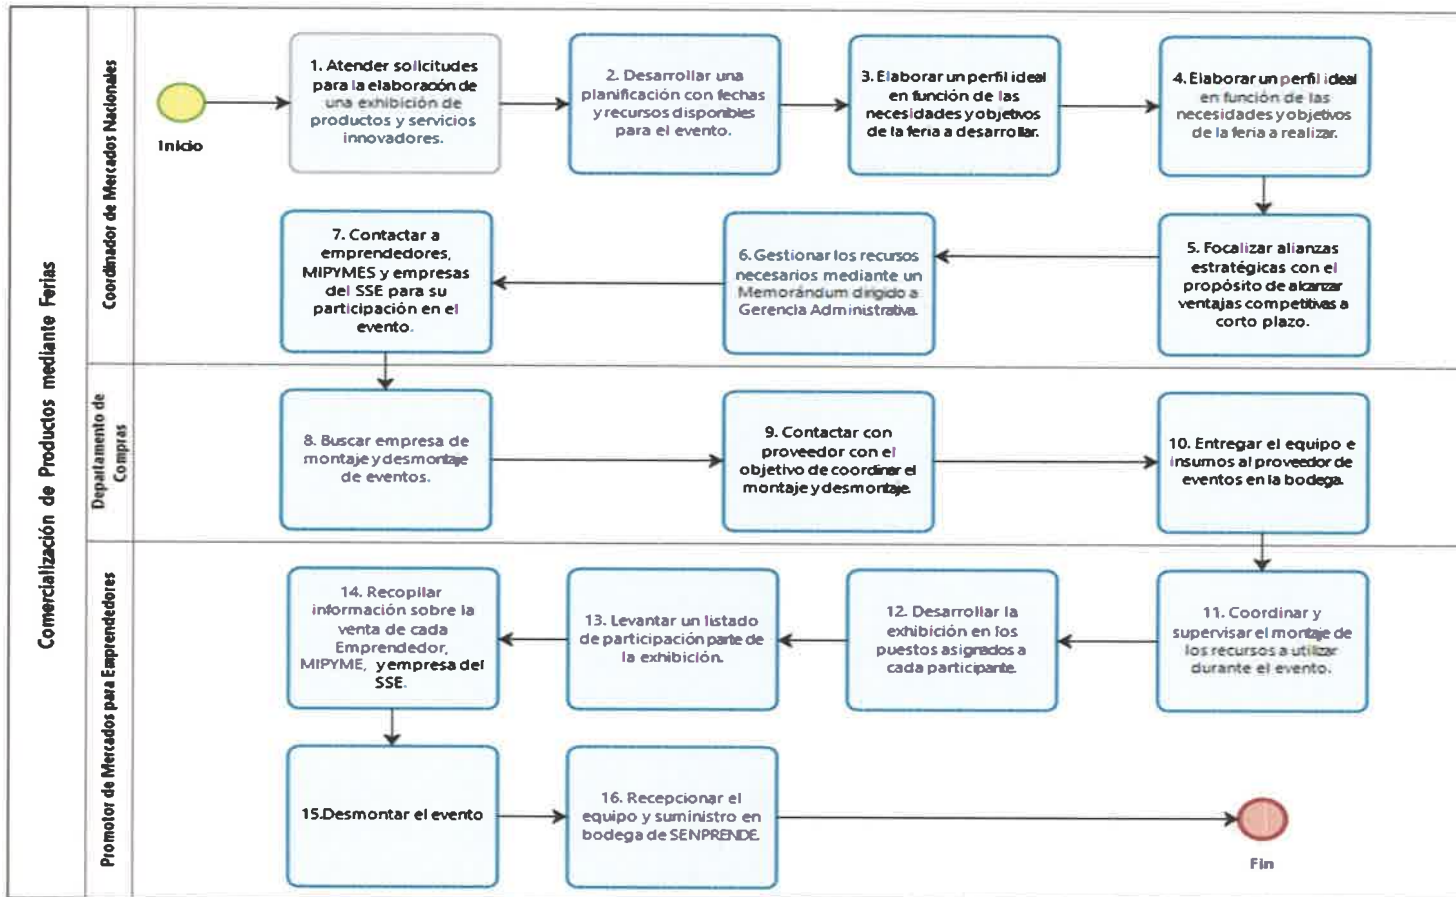 Comercialización de Productos mediante Ferias
Coordinador de Mercados Nacionales
Inicio
1. Atender solicitudes
para la elaboración de
una exhibición de
productos y servicios
innovadores.
2. Desarrollar una
planificación con fechas
y recursos disponibles
para el evento.
3. Elaborar un perfil ideal
en función de las
necesidades y objetivos
de la feria a desarrollar.
4. Elaborar un perfil ideal
en función de las
necesidades y objetivos
de la feria a realizar.
5. Focalizar alianzas
estratégicas con el
propósito de alcanzar
ventajas competitivas a
corto plazo.
6. Gestionar los recursos
necesarios mediante un
Memorándum dirigido a
Gerencia Administrativa.
7. Contactar a
emprendedores,
MIPYMES y empresas
del SSE para su
participación en el
evento.
Departamento de
Compras
8. Buscar empresa de
montaje y desmontaje
de eventos.
9. Contactar con
proveedor con el
objetivo de coordinar el
montaje y desmontaje.
10. Entregar el equipo e
insumos al proveedor de
eventos en la bodega.
Promotor de Mercados para Emprendedores
11. Coordinar y
supervisar el montaje de
los recursos a utilizar
durante el evento.
12. Desarrollar la
exhibición en los
puestos asignados a
cada participante.
13. Levantar un listado
de participación parte de
la exhibición.
14. Recopilar
información sobre la
venta de cada
Emprendedor,
MIPYME, y empresa del
SSE.
15.Desmontar el evento
16. Recepcionar el
equipo y suministro en
bodega de SENPRENDE.
Fin